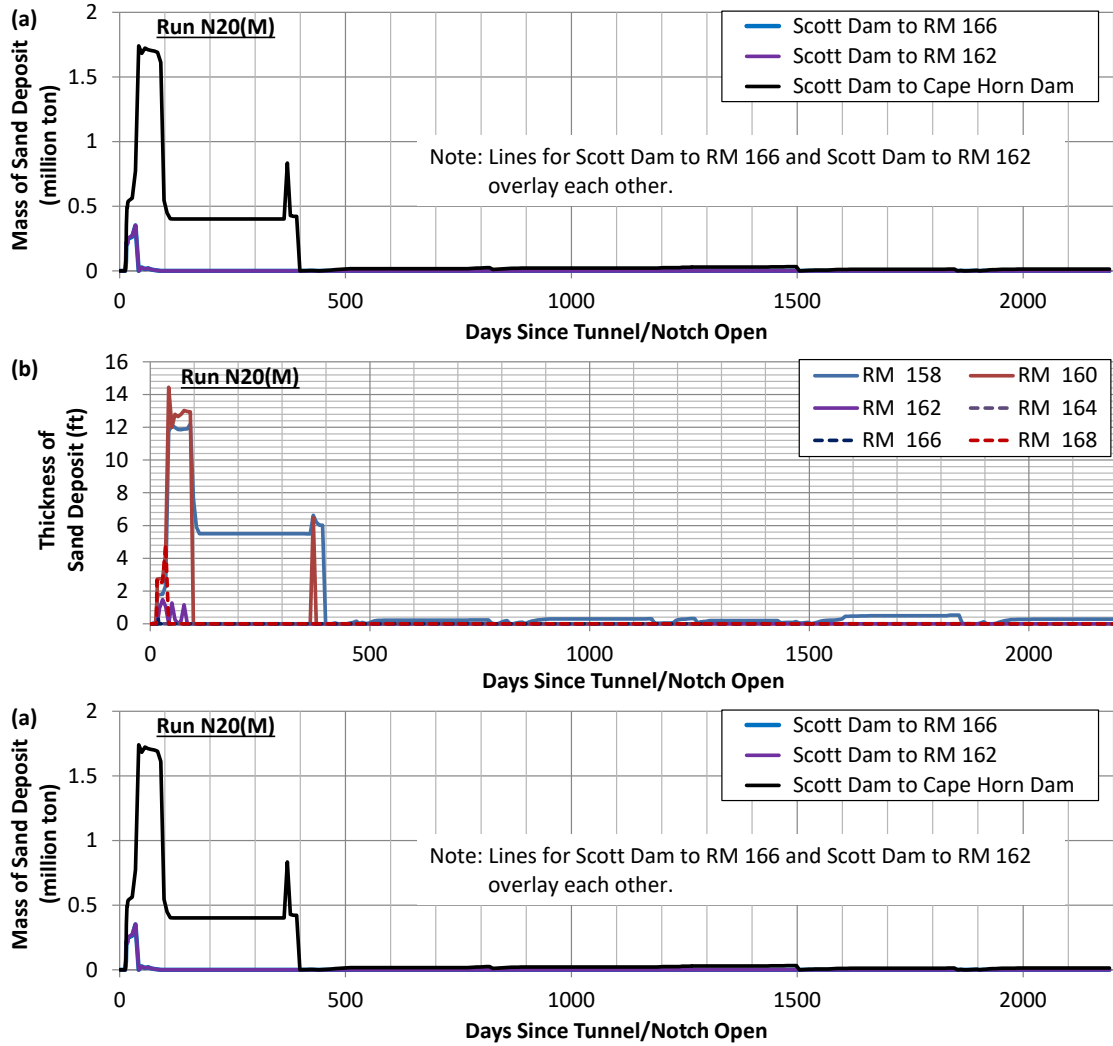 (a)
Run N20(M)
Mass of Sand Deposit
(million ton)
2
1.5
1
0.5
0
Scott Dam to RM 166
Scott Dam to RM 162
Scott Dam to Cape Horn Dam
Note: Lines for Scott Dam to RM 166 and Scott Dam to RM 162
overlay each other.
0 500 1000 1500 2000
Days Since Tunnel/Notch Open
(b)
Run N20(M)
Thickness of
Sand Deposit (ft)
16
14
12
10
8
6
4
2
0
RM 158 RM 160
RM 162 RM 164
RM 166 RM 168
0 500 1000 1500 2000
Days Since Tunnel/Notch Open
(a)
Run N20(M)
Mass of Sand Deposit
(million ton)
2
1.5
1
0.5
0
Scott Dam to RM 166
Scott Dam to RM 162
Scott Dam to Cape Horn Dam
Note: Lines for Scott Dam to RM 166 and Scott Dam to RM 162
overlay each other.
0 500 1000 1500 2000
Days Since Tunnel/Notch Open